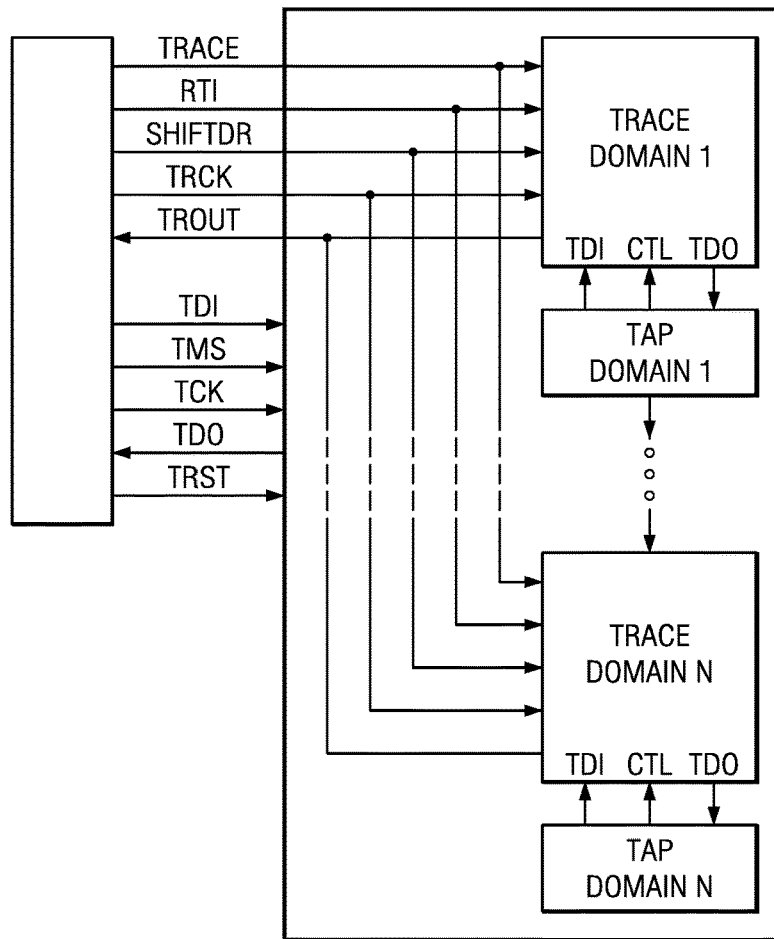 TRACE
RTI
SHIFTDR
TRCK
TROUT
TDI
TMS
TCK
TDO
TRST
TRACE
DOMAIN 1
TDI CTL TDO
TAP
DOMAIN 1
TRACE
DOMAIN N
TDI CTL TDO
TAP
DOMAIN N